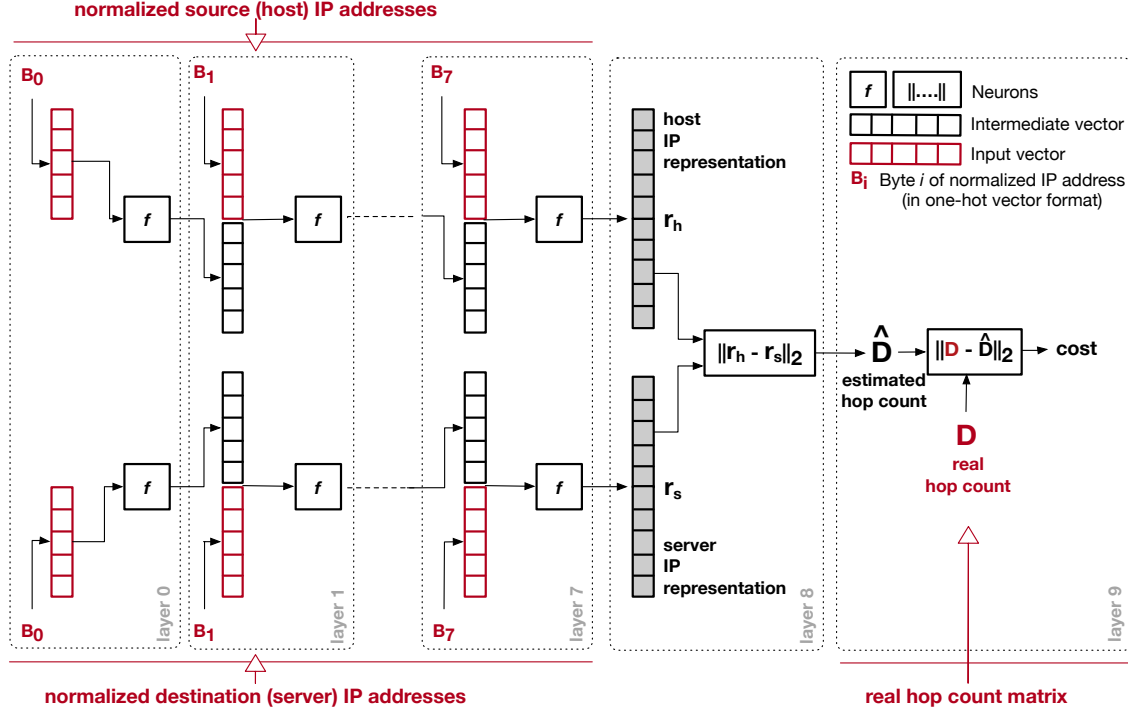 normalized source (host) IP addresses
B0
B1
B7
f
f
f
host
IP
representation
rh
f
||....||
Neurons
Intermediate vector
Input vector
Bi Byte i of normalized IP address
(in one-hot vector format)
||rh - rs||2
D̂
estimated
hop count
||D - D̂||2
cost
D
real
hop count
f
f
f
rs
server
IP
representation
B0
B1
B7
layer 0
layer 1
layer 7
layer 8
layer 9
normalized destination (server) IP addresses
real hop count matrix